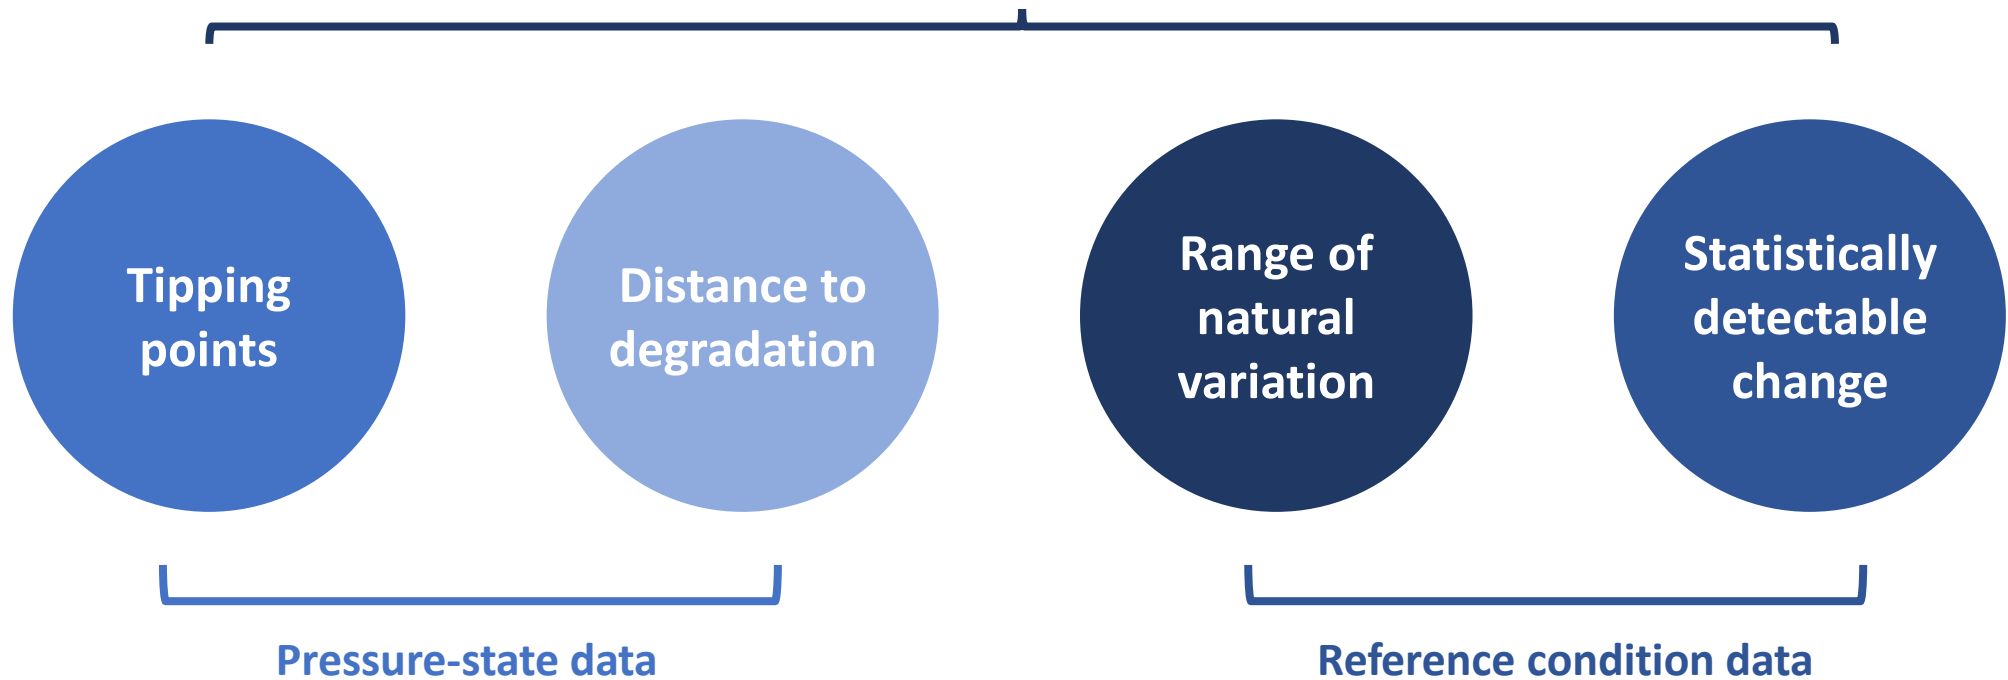 Tipping
points
Distance to
degradation
Range of
natural
variation
Statistically
detectable
change
Pressure-state data
Reference condition data